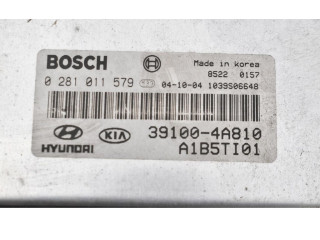 BOSCH
Made in korea
8522 0157
0 281 011 579
04-10-04 1039S06648
39100-4A810
HYUNDAI
KIA
A1B5TI01